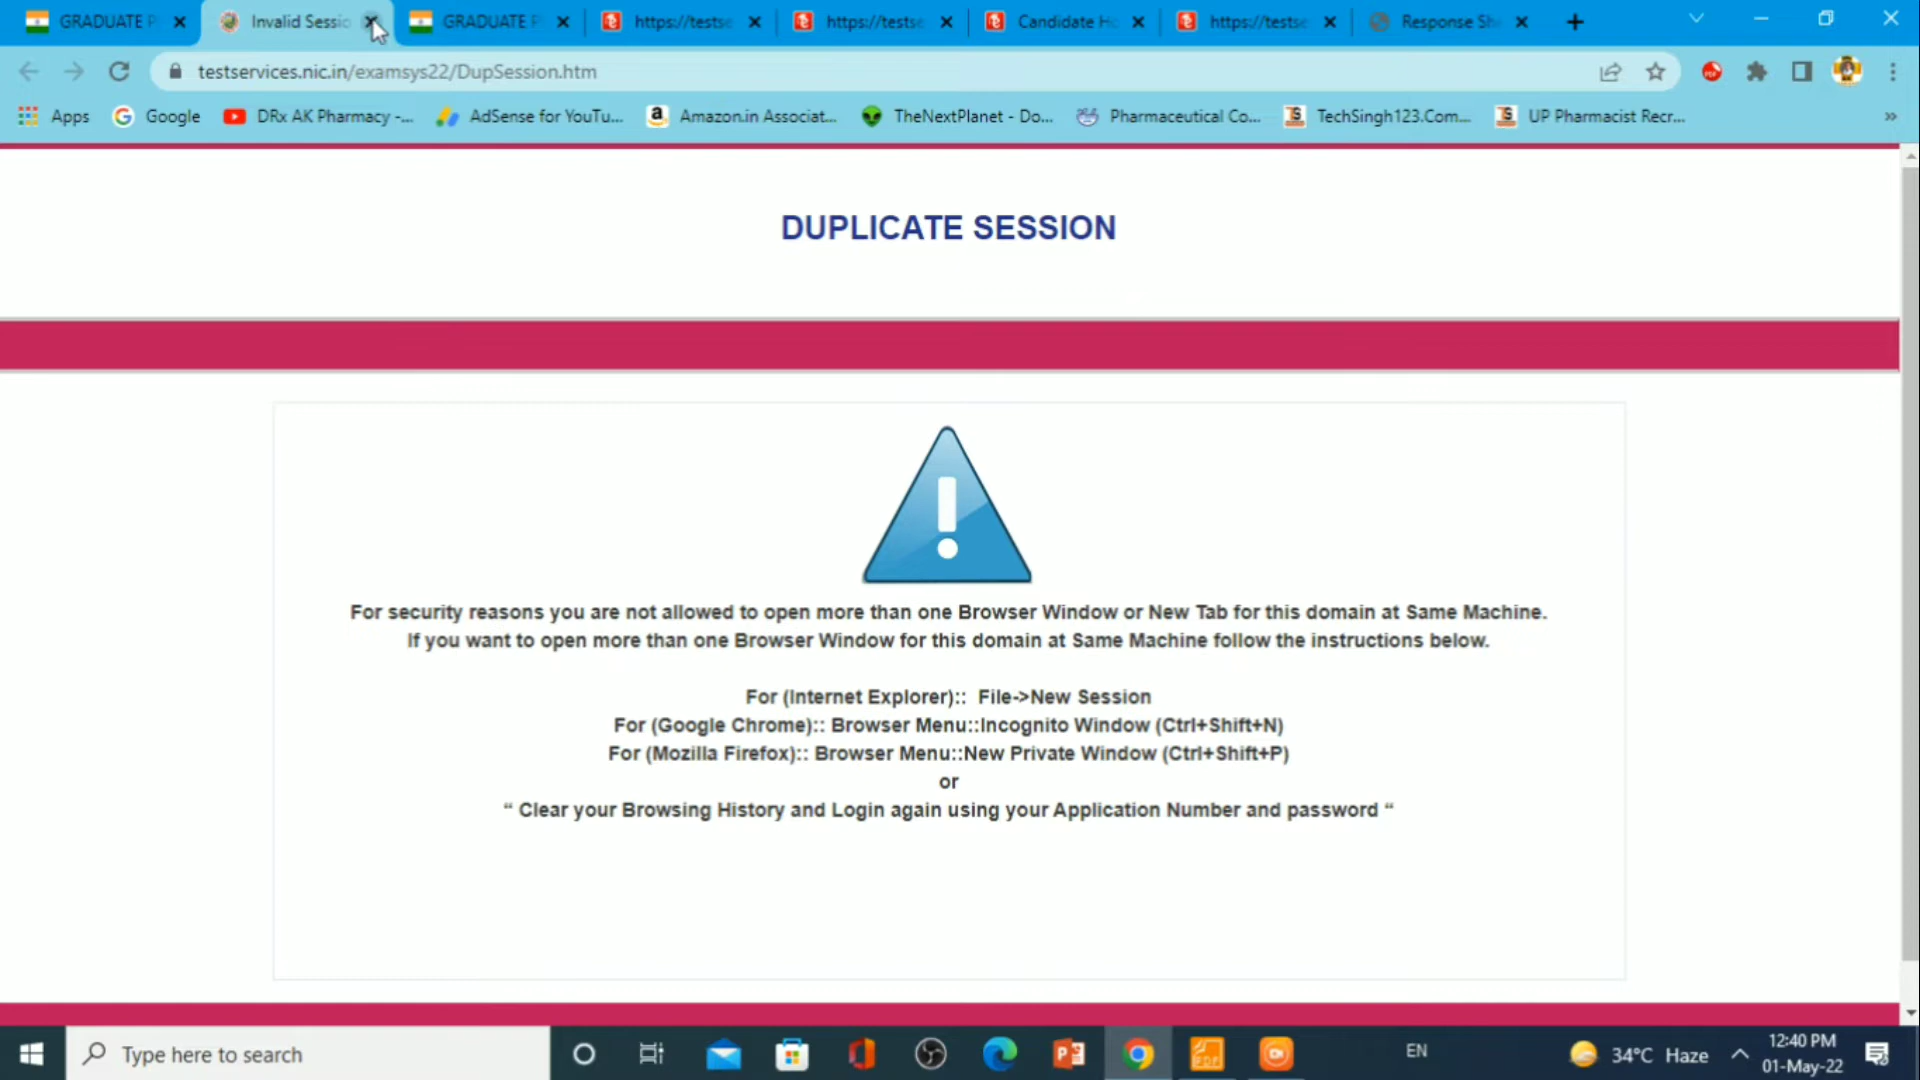 GRADUATE P
Invalid Sessio
GRADUATE P
https://testse
https://testse
Candidate Ho
https://testse
Response Sh
testservices.nic.in/examsys22/DupSession.htm
Apps
Google
DRx AK Pharmacy -...
AdSense for YouTu...
Amazon.in Associat...
TheNextPlanet - Do...
Pharmaceutical Co...
TechSingh123.Com...
UP Pharmacist Recr...
»
DUPLICATE SESSION
For security reasons you are not allowed to open more than one Browser Window or New Tab for this domain at Same Machine.
If you want to open more than one Browser Window for this domain at Same Machine follow the instructions below.
For (Internet Explorer):: File->New Session
For (Google Chrome):: Browser Menu::Incognito Window (Ctrl+Shift+N)
For (Mozilla Firefox):: Browser Menu::New Private Window (Ctrl+Shift+P)
or
“ Clear your Browsing History and Login again using your Application Number and password “
Type here to search
EN
34°C Haze
12:40 PM
01-May-22